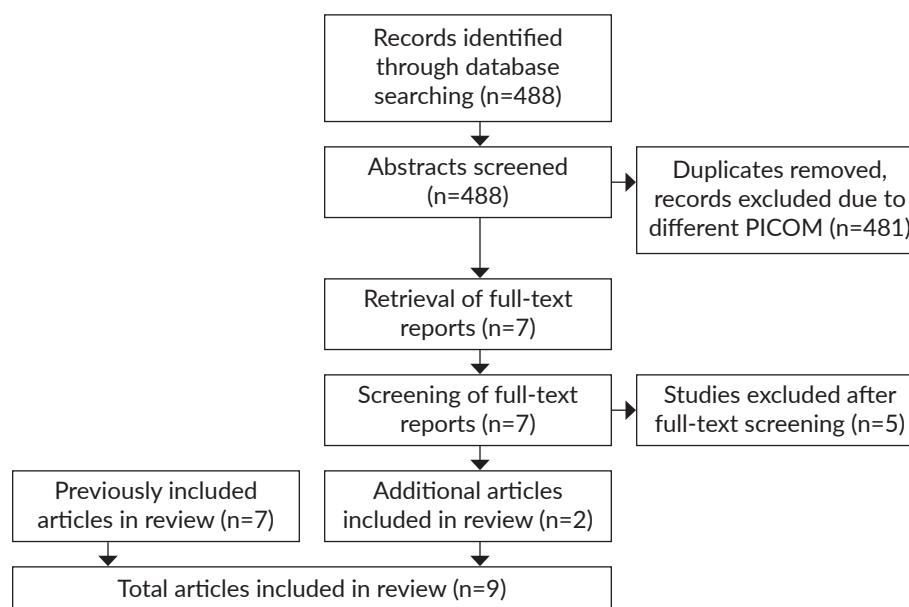 Records identified
through database
searching (n=488)
Abstracts screened
(n=488)
Duplicates removed,
records excluded due to
different PICOM (n=481)
Retrieval of full-text
reports (n=7)
Screening of full-text
reports (n=7)
Studies excluded after
full-text screening (n=5)
Previously included
articles in review (n=7)
Additional articles
included in review (n=2)
Total articles included in review (n=9)